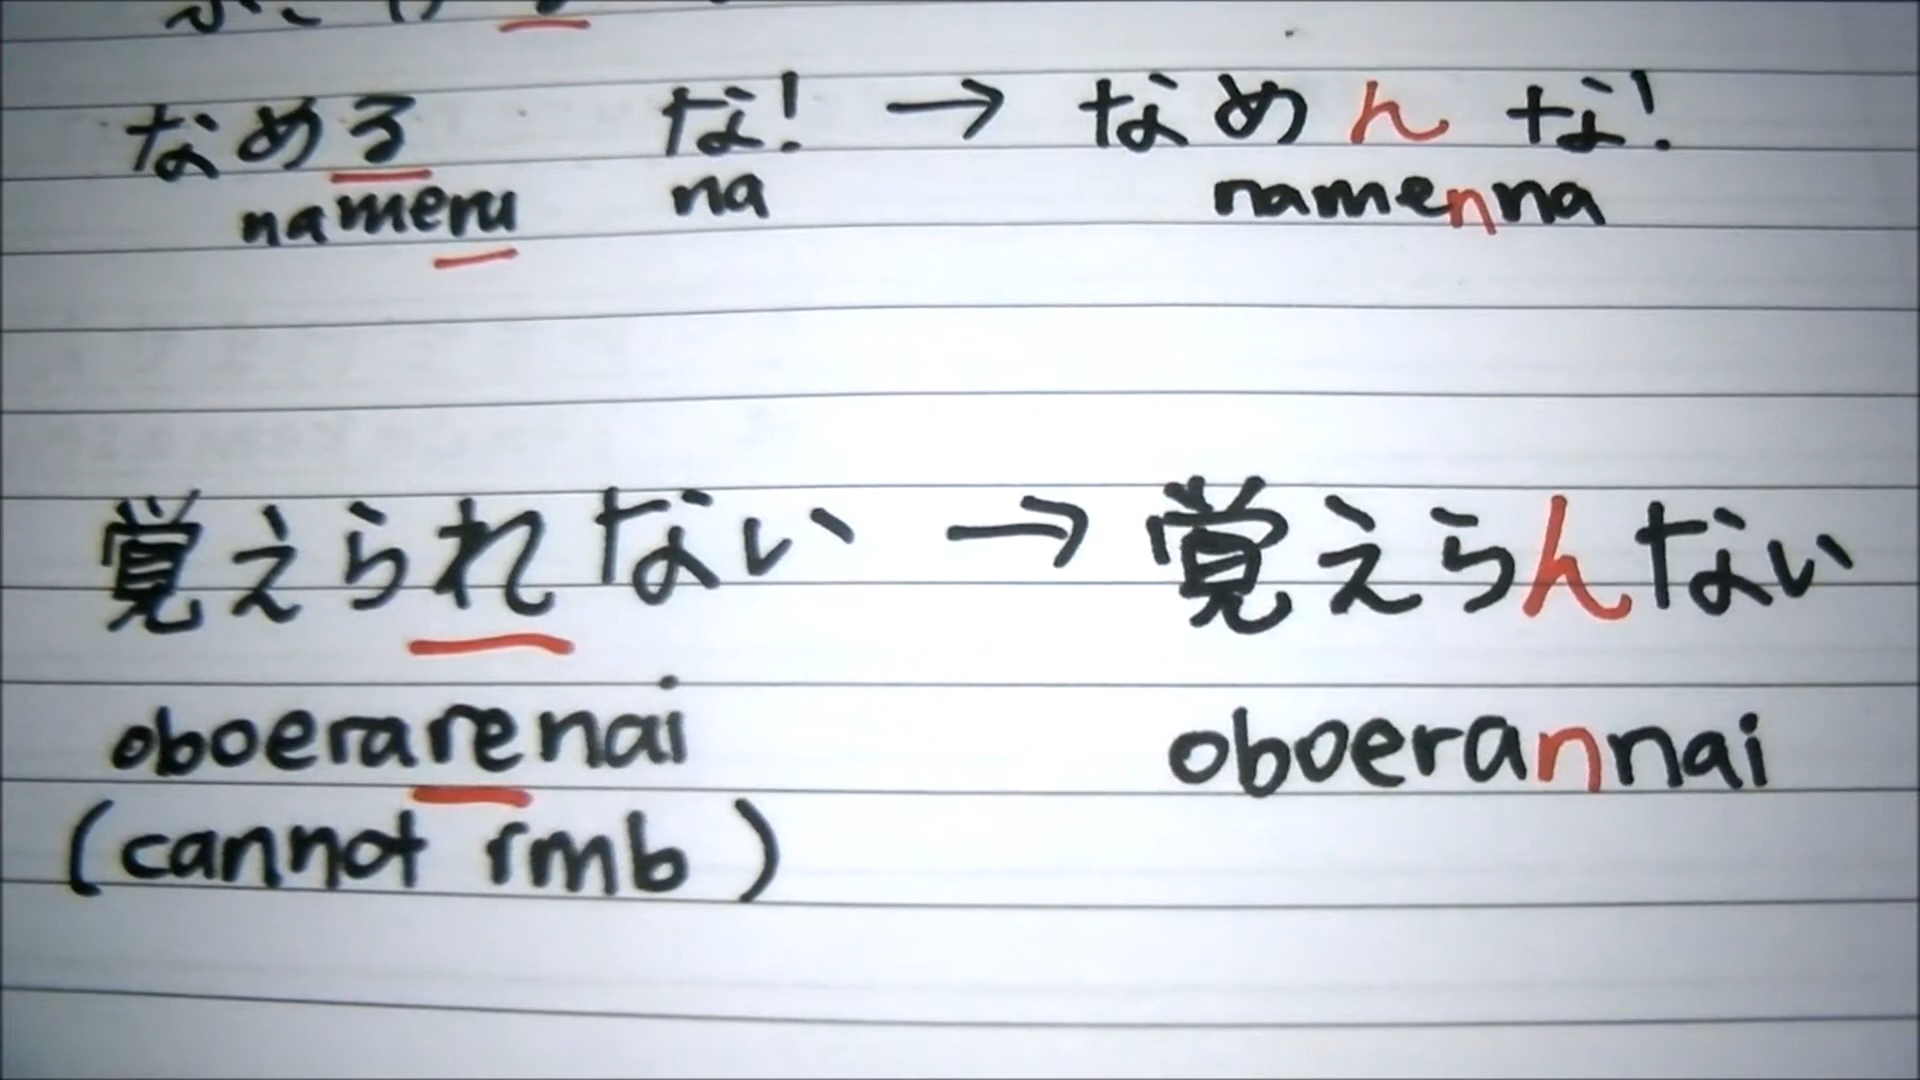 なめる な! → なめんな!
nameru na namenna
覚えられない → 覚えらんない
oboerarenai oboerannai
(cannot rmb)